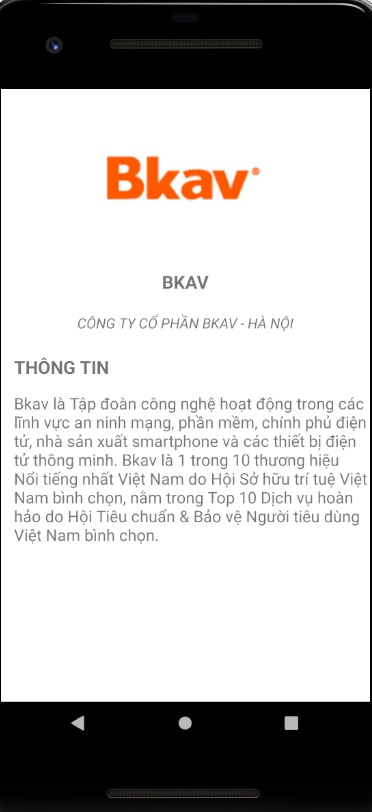 Bkav®
BKAV
CÔNG TY CỔ PHẦN BKAV - HÀ NỘI
THÔNG TIN
Bkav là Tập đoàn công nghệ hoạt động trong các
lĩnh vực an ninh mạng, phần mềm, chính phủ điện
tử, nhà sản xuất smartphone và các thiết bị điện
tử thông minh. Bkav là 1 trong 10 thương hiệu
Nổi tiếng nhất Việt Nam do Hội Sở hữu trí tuệ Việt
Nam bình chọn, nằm trong Top 10 Dịch vụ hoàn
hảo do Hội Tiêu chuẩn & Bảo vệ Người tiêu dùng
Việt Nam bình chọn.